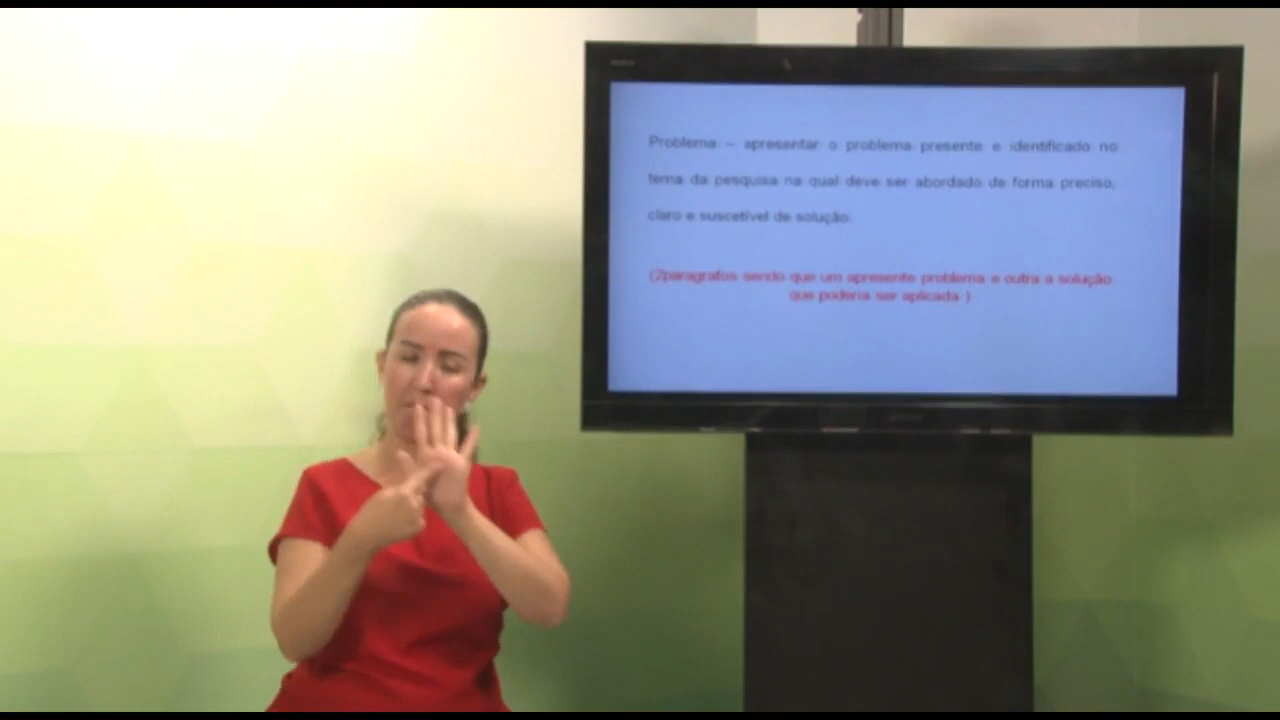 Problema – apresentar o problema presente e identificado no
tema da pesquisa na qual deve ser abordado de forma preciso,
claro e suscetível de solução.
(2paragrafos sendo que um apresente problema e outra a solução
que poderia ser aplicada )